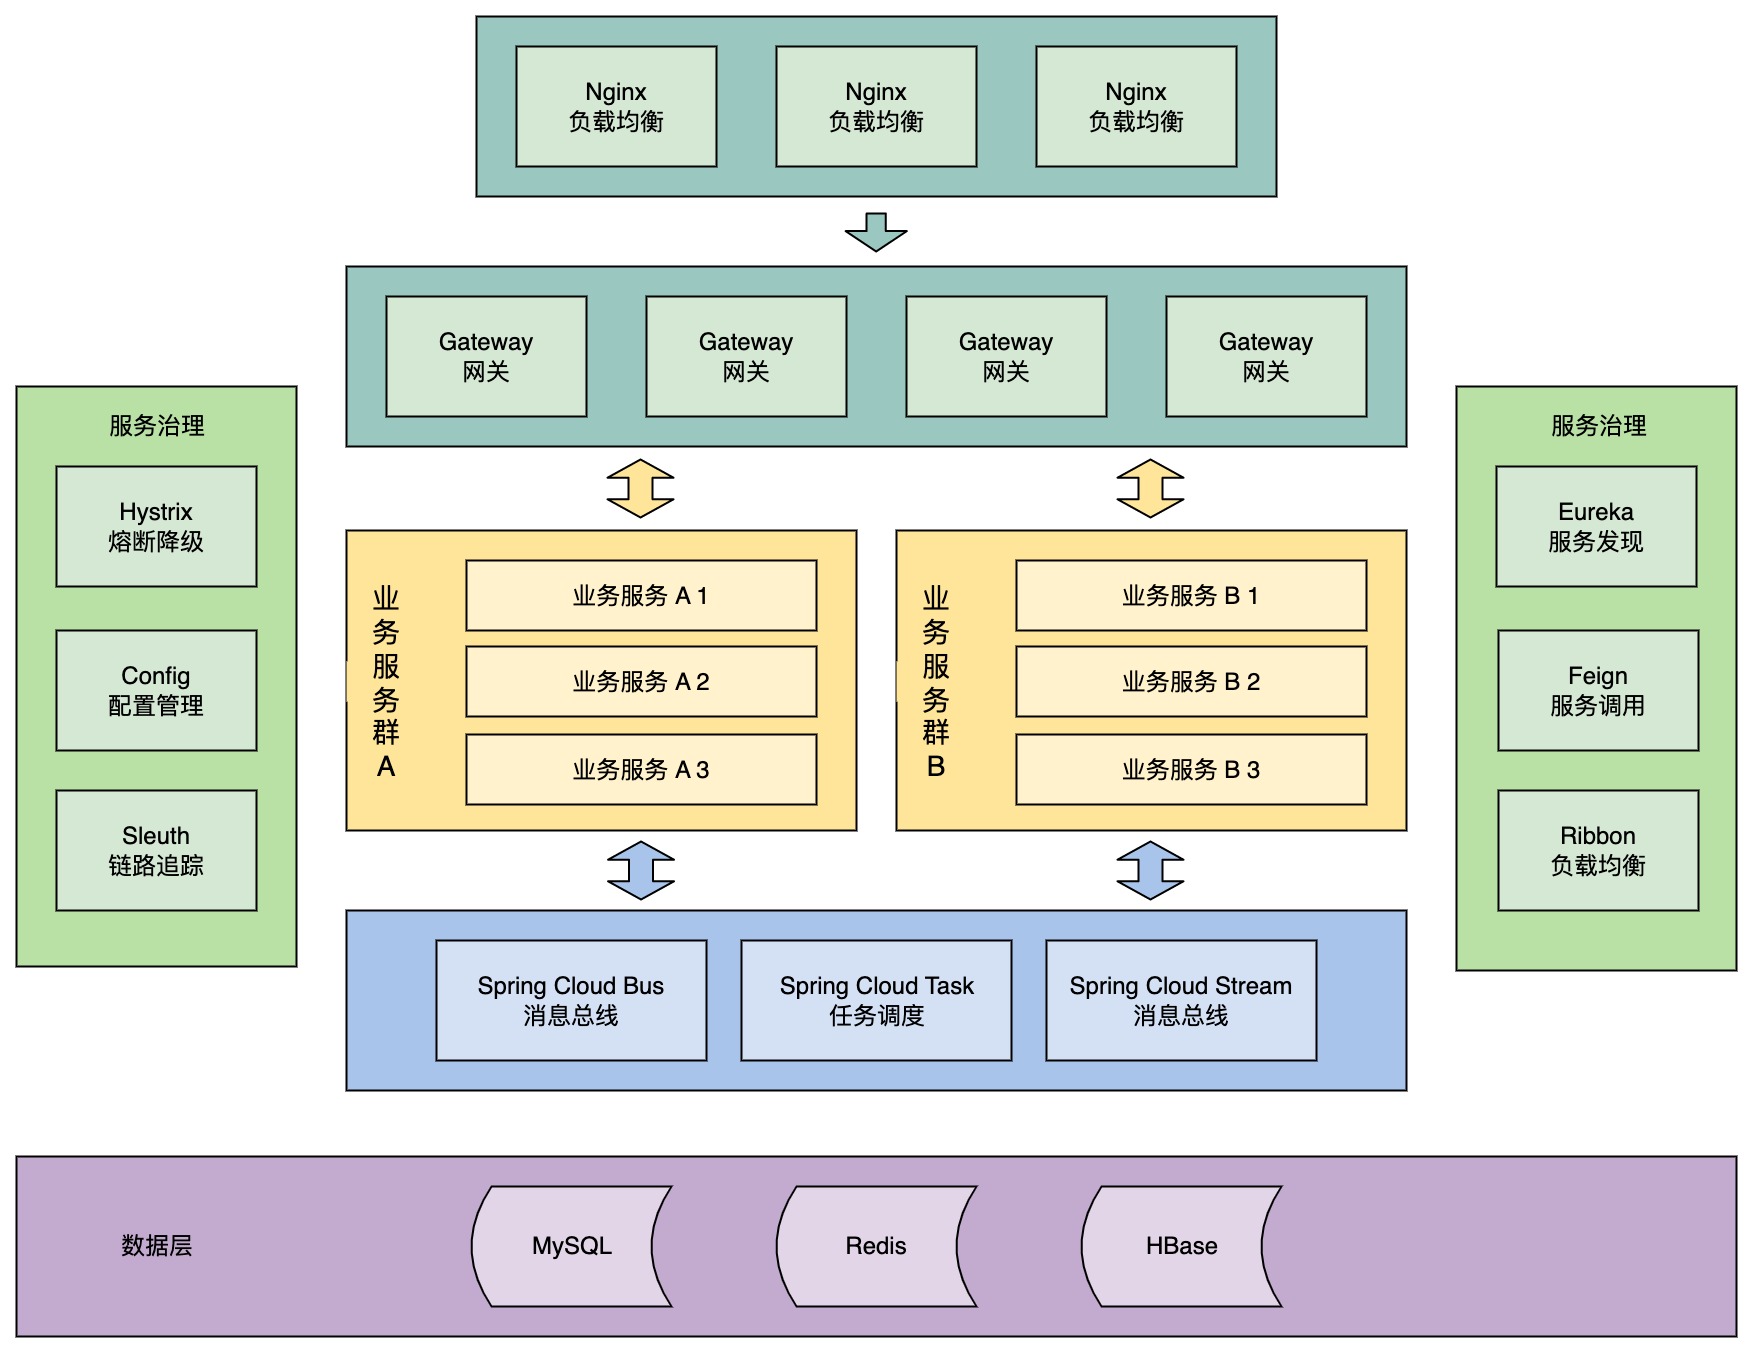 Nginx
负载均衡
Nginx
负载均衡
Nginx
负载均衡
Gateway
网关
Gateway
网关
Gateway
网关
Gateway
网关
服务治理
Hystrix
熔断降级
Config
配置管理
Sleuth
链路追踪
业务服务群A
业务服务 A 1
业务服务 A 2
业务服务 A 3
业务服务群B
业务服务 B 1
业务服务 B 2
业务服务 B 3
服务治理
Eureka
服务发现
Feign
服务调用
Ribbon
负载均衡
Spring Cloud Bus
消息总线
Spring Cloud Task
任务调度
Spring Cloud Stream
消息总线
数据层
MySQL
Redis
HBase